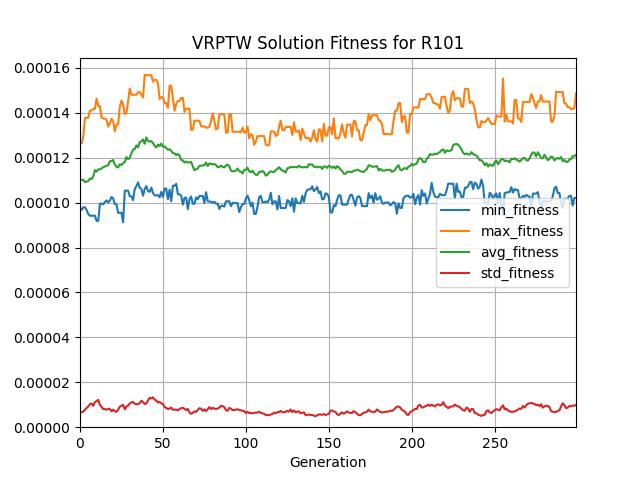 VRPTW Solution Fitness for R101
0.00016
0.00014
0.00012
0.00010
0.00008
0.00006
0.00004
0.00002
0.00000
min_fitness
max_fitness
avg_fitness
std_fitness
0 50 100 150 200 250
Generation